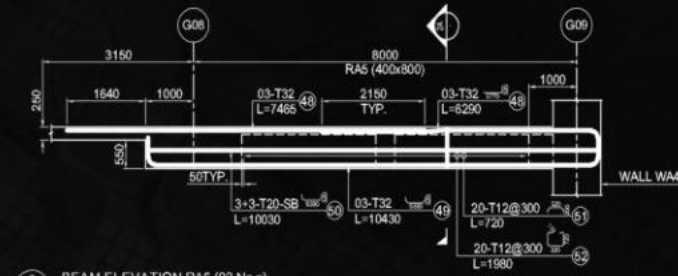 G08
G09
3150
8000
RA5 (400x800)
1640
1000
03-T32
L=7465
48
2150
TYP.
03-T32
L=6290
48
1000
250
550
50TYP.
WALL WA4
3+3-T20-SB
L=10030
50
03-T32
L=10430
49
20-T12@300
L=720
51
20-T12@300
L=1980
52
BEAM ELEVATION RA5